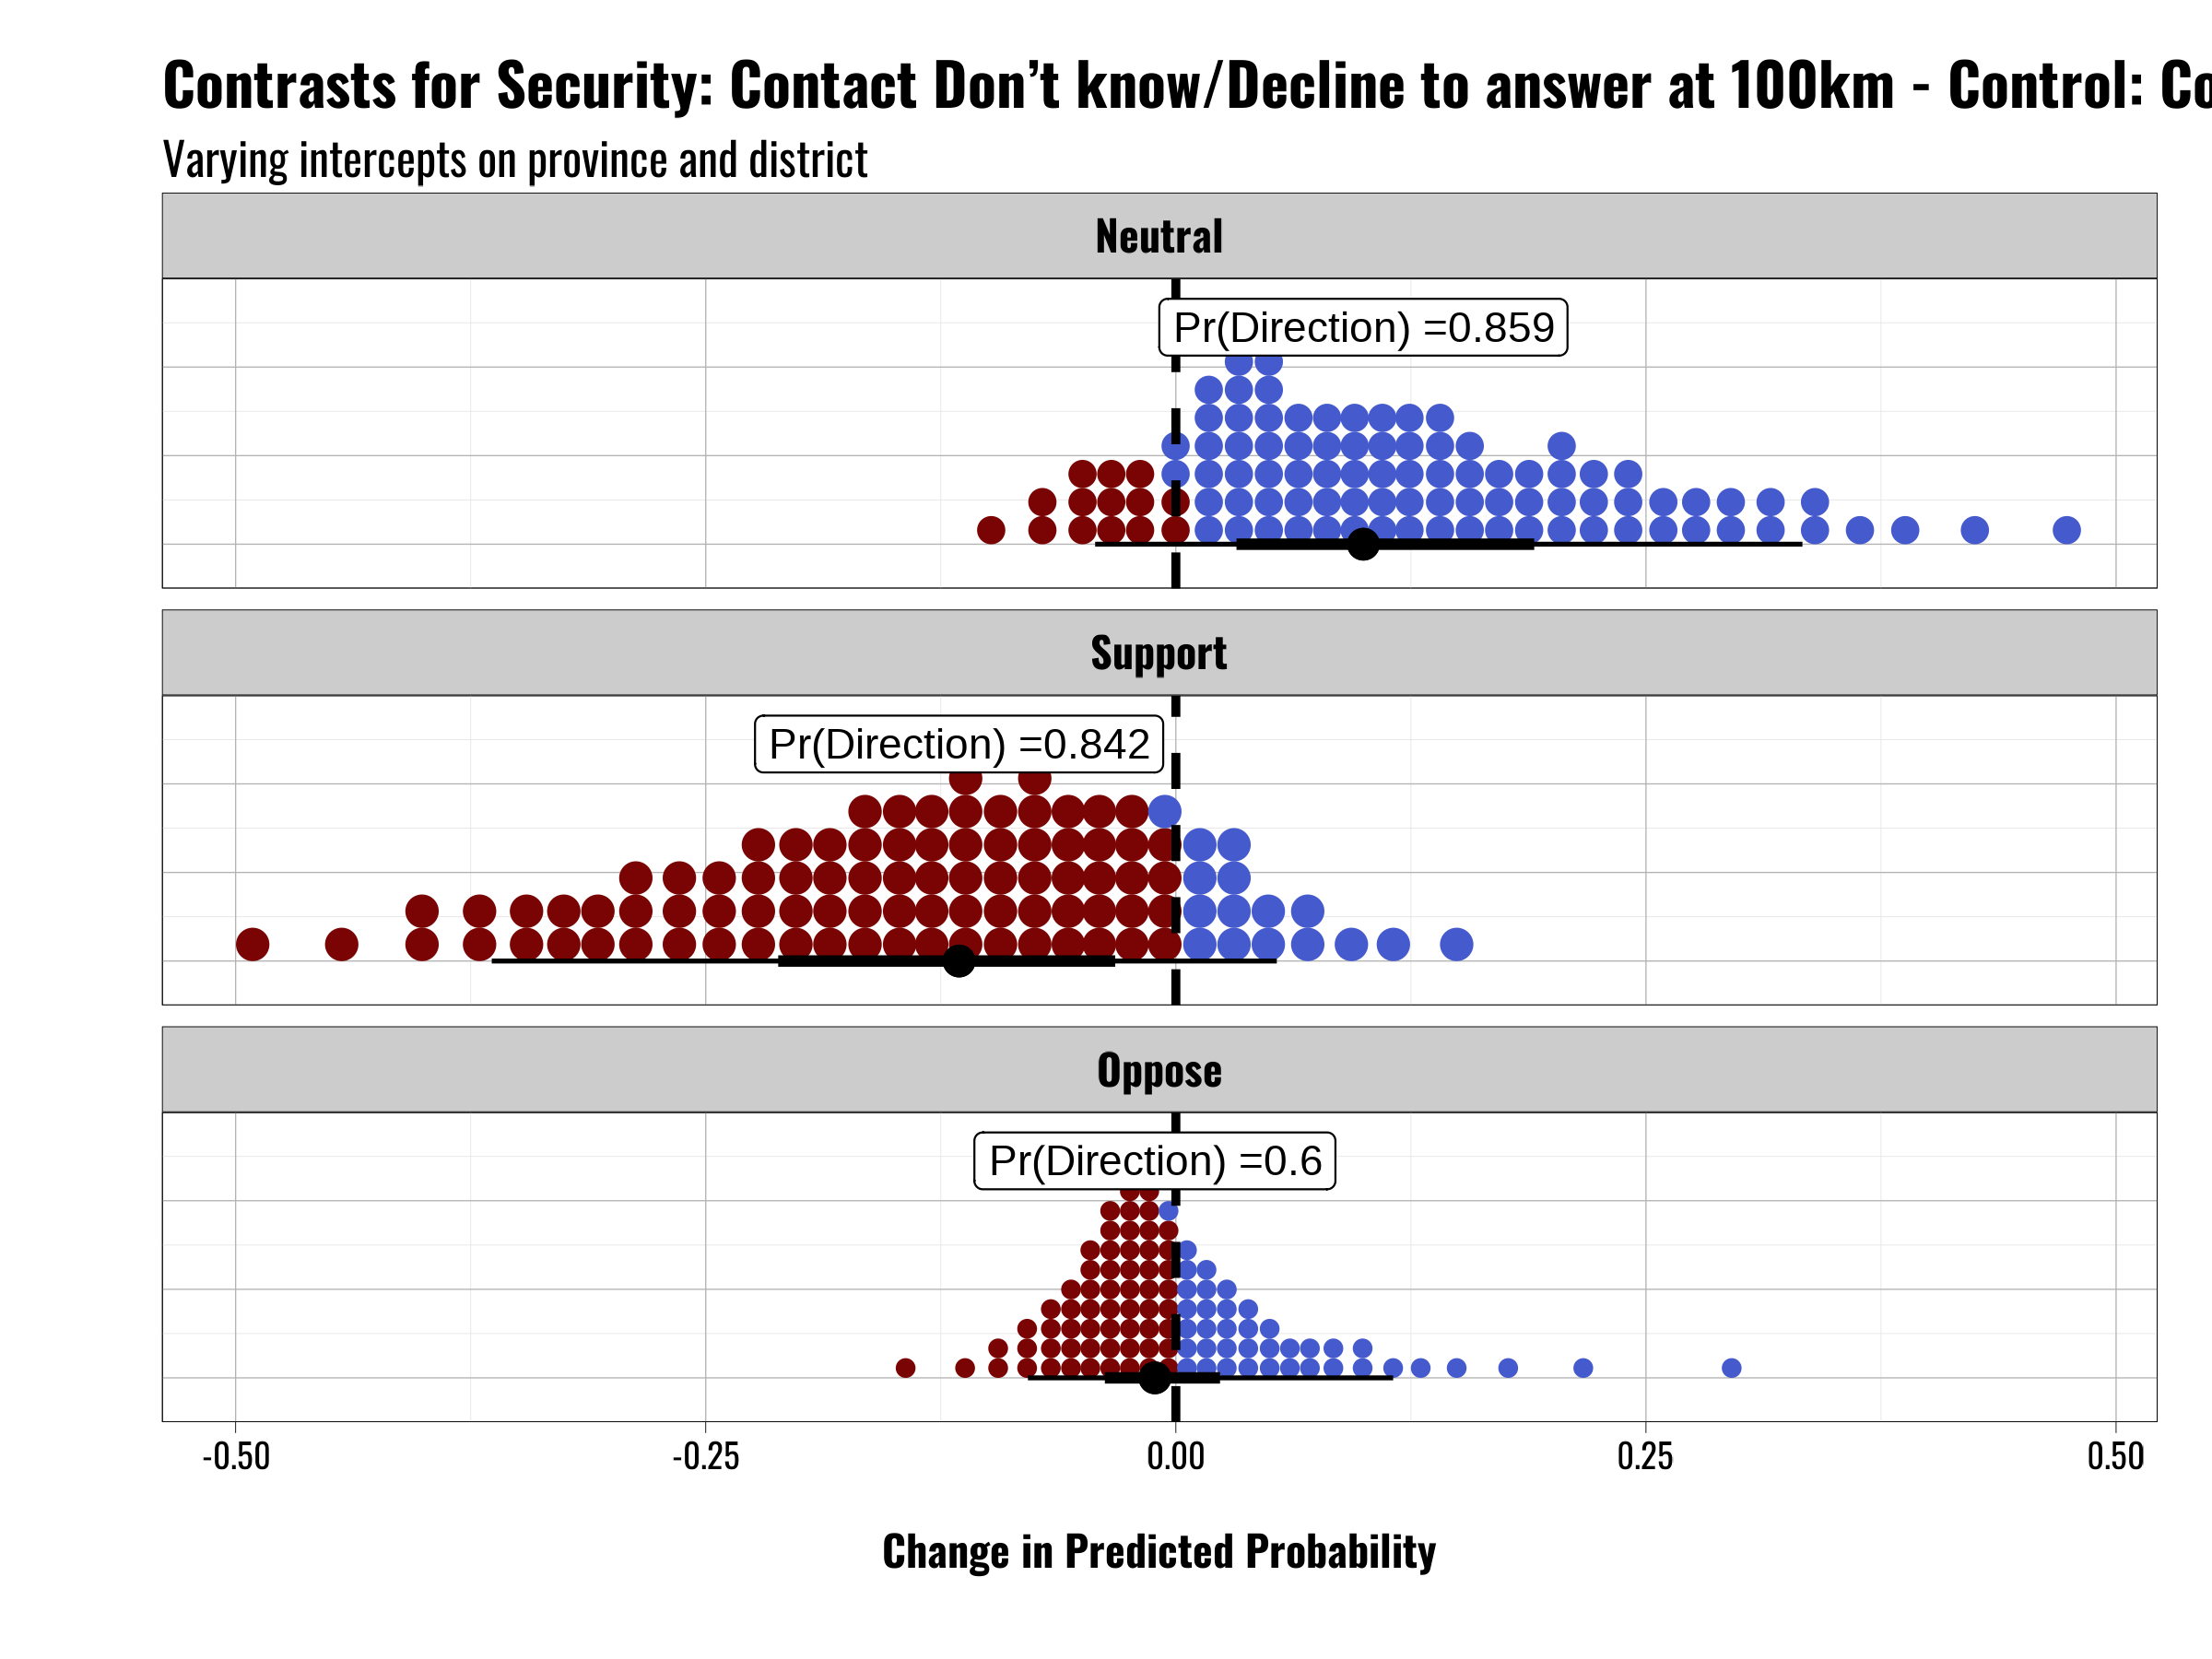 Contrasts for Security: Contact Don’t know/Decline to answer at 100km - Control:
Varying intercepts on province and district
Neutral
Pr(Direction) =0.859
Support
Pr(Direction) =0.842
Oppose
Pr(Direction) =0.6
-0.50 -0.25 0.00 0.25 0.50
Change in Predicted Probability